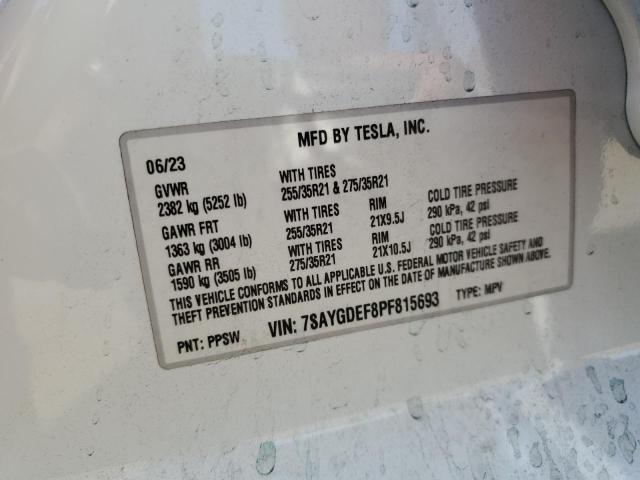 MFD BY TESLA, INC.
06/23
GVWR WITH TIRES
2382 kg (5252 lb) 255/35R21 & 275/35R21
GAWR FRT WITH TIRES RIM COLD TIRE PRESSURE
1363 kg (3004 lb) 255/35R21 21X9.5J 290 kPa, 42 psi
GAWR RR WITH TIRES RIM COLD TIRE PRESSURE
1590 kg (3505 lb) 275/35R21 21X10.5J 290 kPa, 42 psi
THIS VEHICLE CONFORMS TO ALL APPLICABLE U.S. FEDERAL MOTOR VEHICLE SAFETY AND
THEFT PREVENTION STANDARDS IN EFFECT ON THE DATE OF MANUFACTURE SHOWN ABOVE.
PNT: PPSW VIN: 7SAYGDEF8PF815693 TYPE: MPV